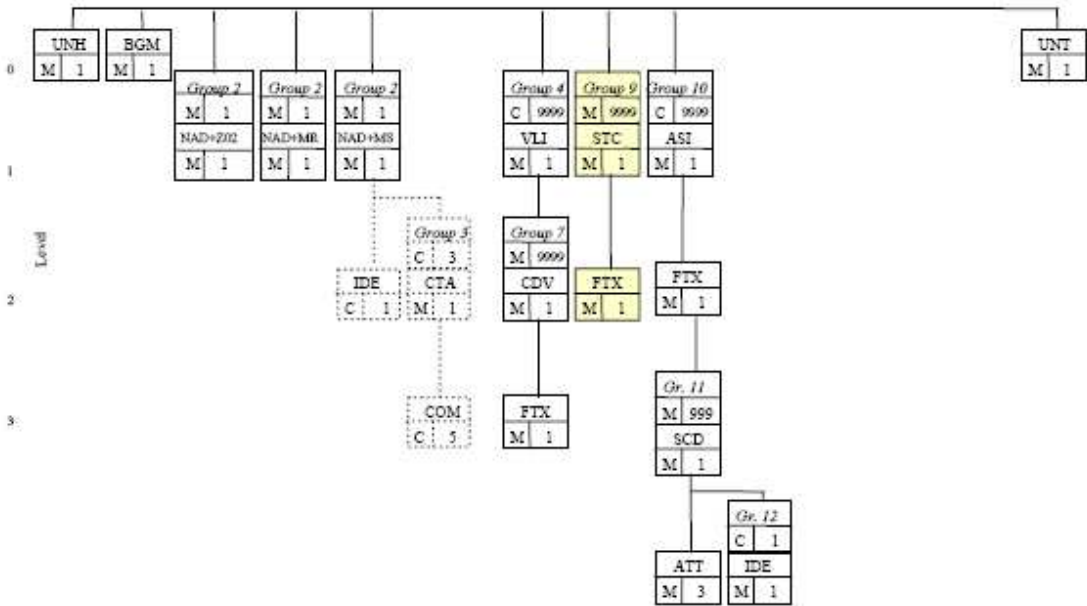 UNH BGM UNT
0 M 1 M 1 M 1
Group 2 Group 2 Group 2 Group 4 Group 9 Group 10
M 1 M 1 M 1 C 9999 M 9999 C 9999
NAD+Z02 NAD+MR NAD+MS VLI STC ASI
1 M 1 M 1 M 1 M 1 M 1 M 1
Level
Group 3 Group 7
C 3 M 9999
IDE CTA CDV FTX FTX
2 C 1 M 1 M 1 M 1 M 1
Gr. 11
M 999
COM FTX SCD
3 C 5 M 1 M 1
Gr. 12
C 1
ATT IDE
M 3 M 1